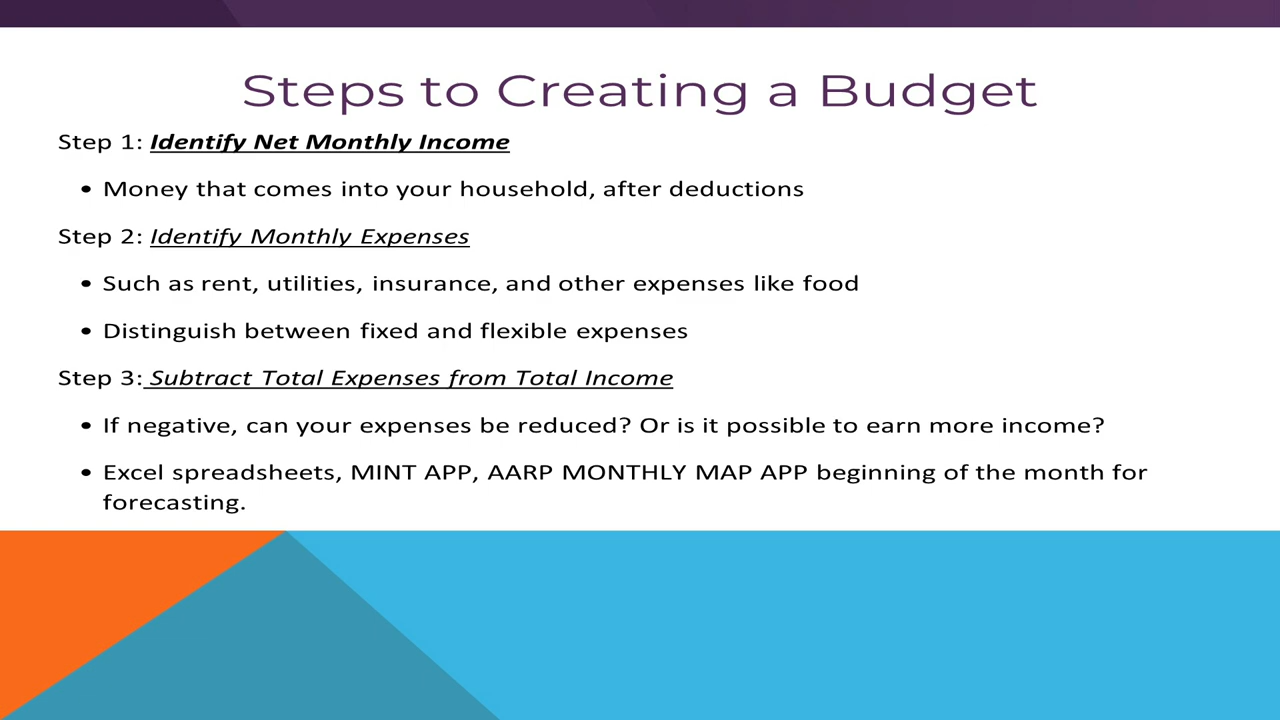 Steps to Creating a Budget
Step 1: Identify Net Monthly Income
• Money that comes into your household, after deductions
Step 2: Identify Monthly Expenses
• Such as rent, utilities, insurance, and other expenses like food
• Distinguish between fixed and flexible expenses
Step 3: Subtract Total Expenses from Total Income
• If negative, can your expenses be reduced? Or is it possible to earn more income?
• Excel spreadsheets, MINT APP, AARP MONTHLY MAP APP beginning of the month for
forecasting.